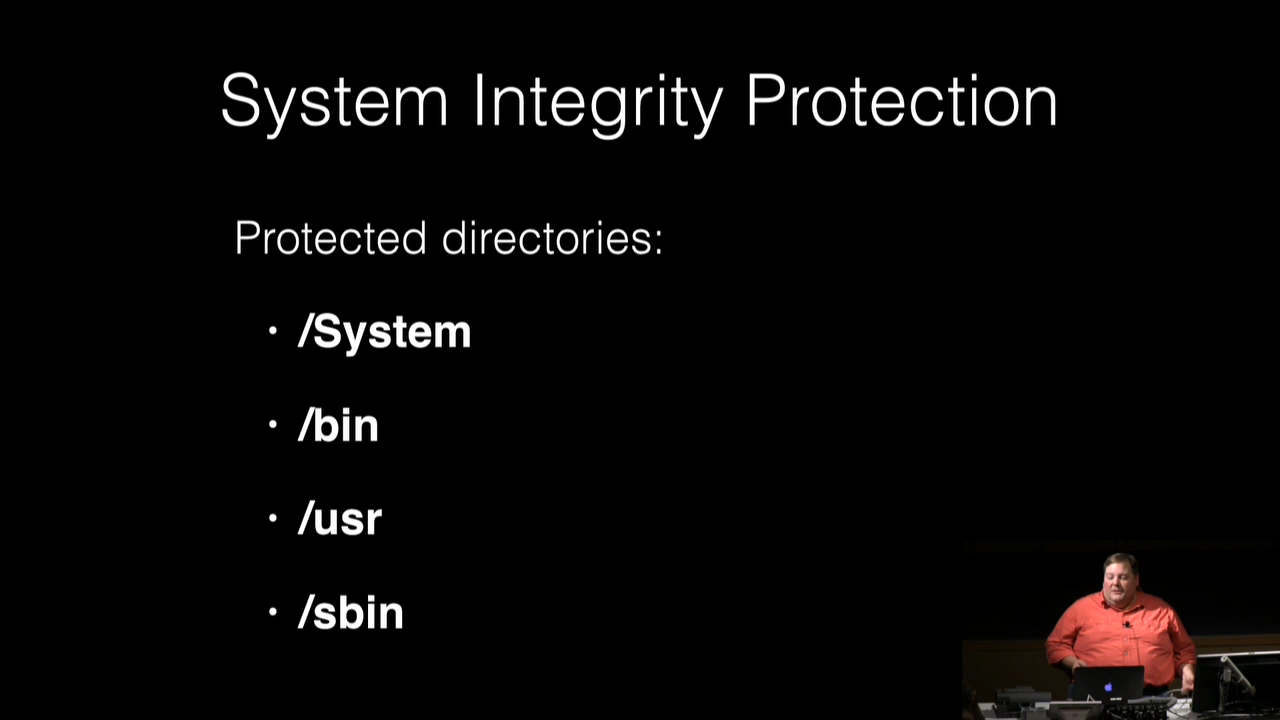 System Integrity Protection
Protected directories:
• /System
• /bin
• /usr
• /sbin